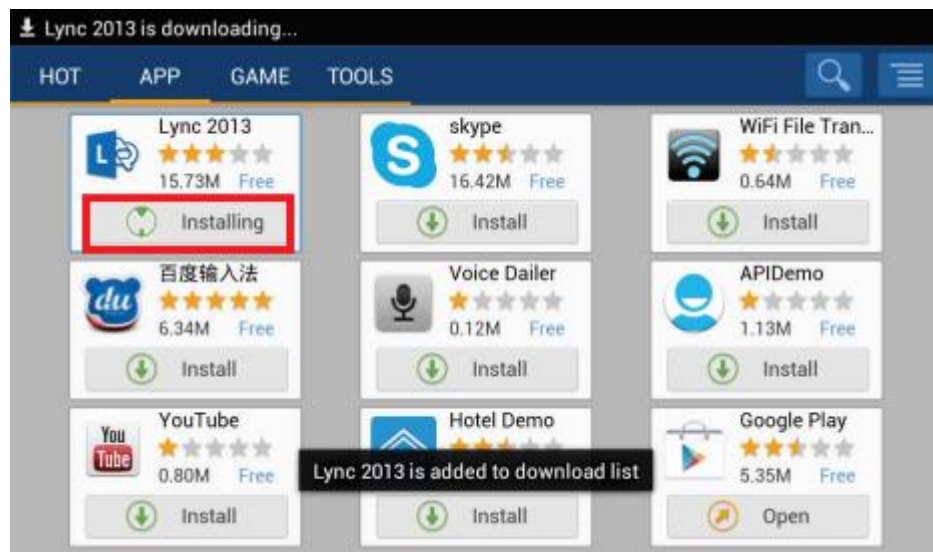 Lync 2013 is downloading...
HOT APP GAME TOOLS
Lync 2013
15.73M Free
Installing
skype
16.42M Free
Install
WiFi File Tran...
0.64M Free
Install
百度输入法
6.34M Free
Install
Voice Dailer
0.12M Free
Install
APIDemo
1.13M Free
Install
YouTube
0.80M Free
Install
Hotel Demo
Install
Google Play
5.35M Free
Open
Lync 2013 is added to download list
L
S
du
You
Tube